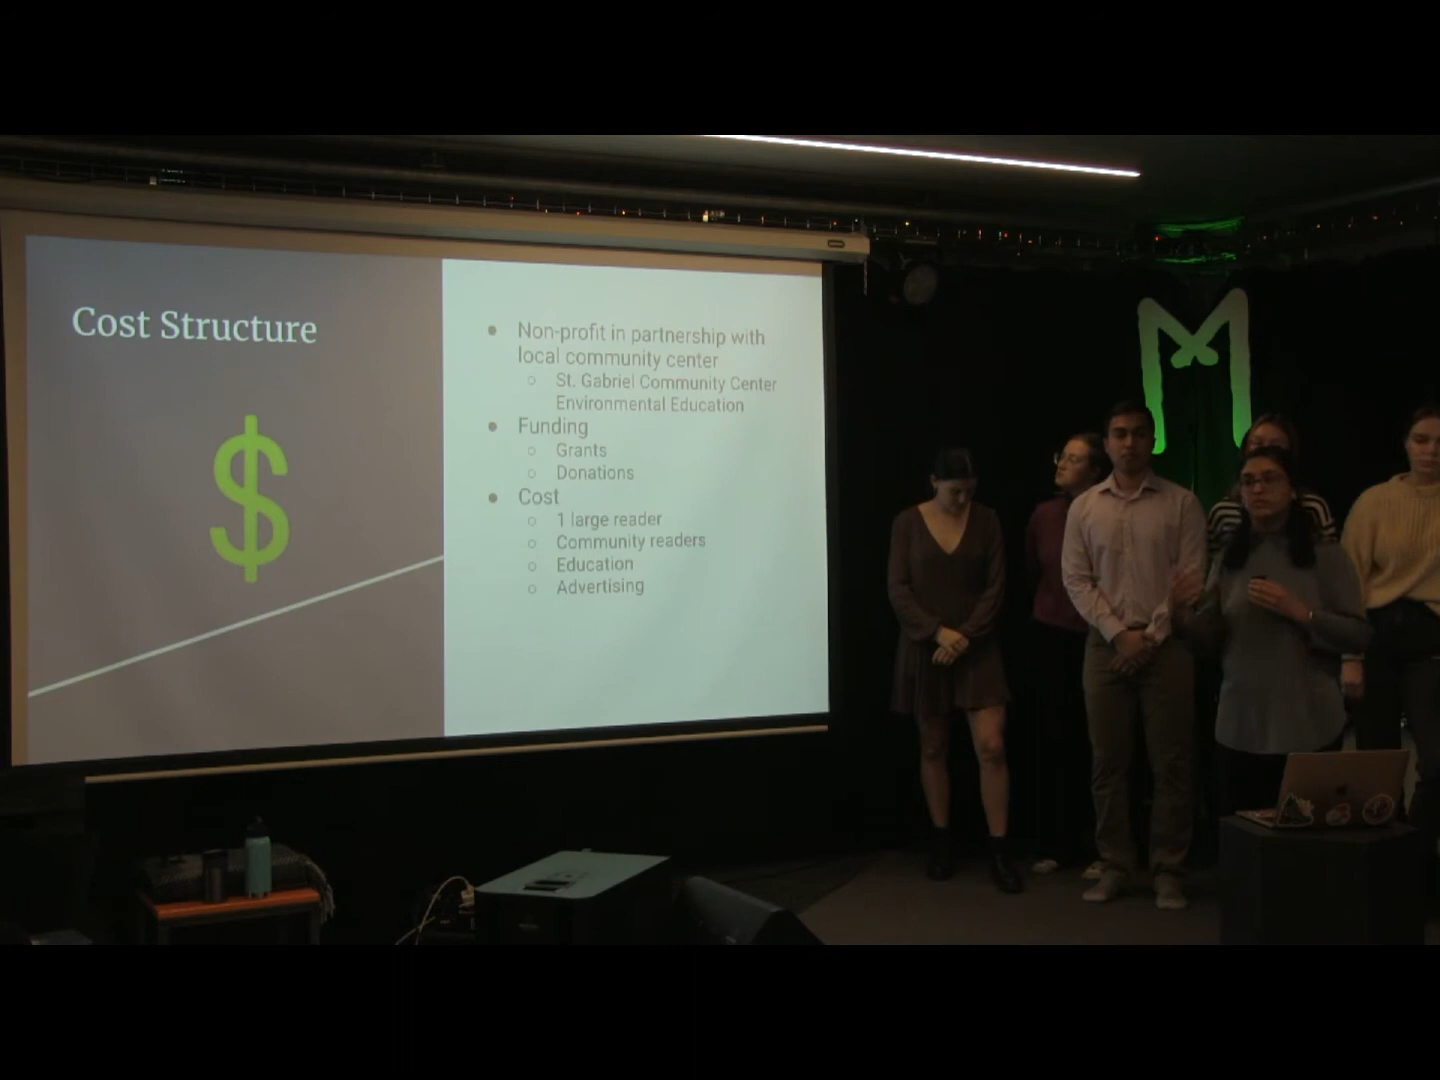 Cost Structure
$
Non-profit in partnership with
local community center
St. Gabriel Community Center
Environmental Education
Funding
Grants
Donations
Cost
1 large reader
Community readers
Education
Advertising
M